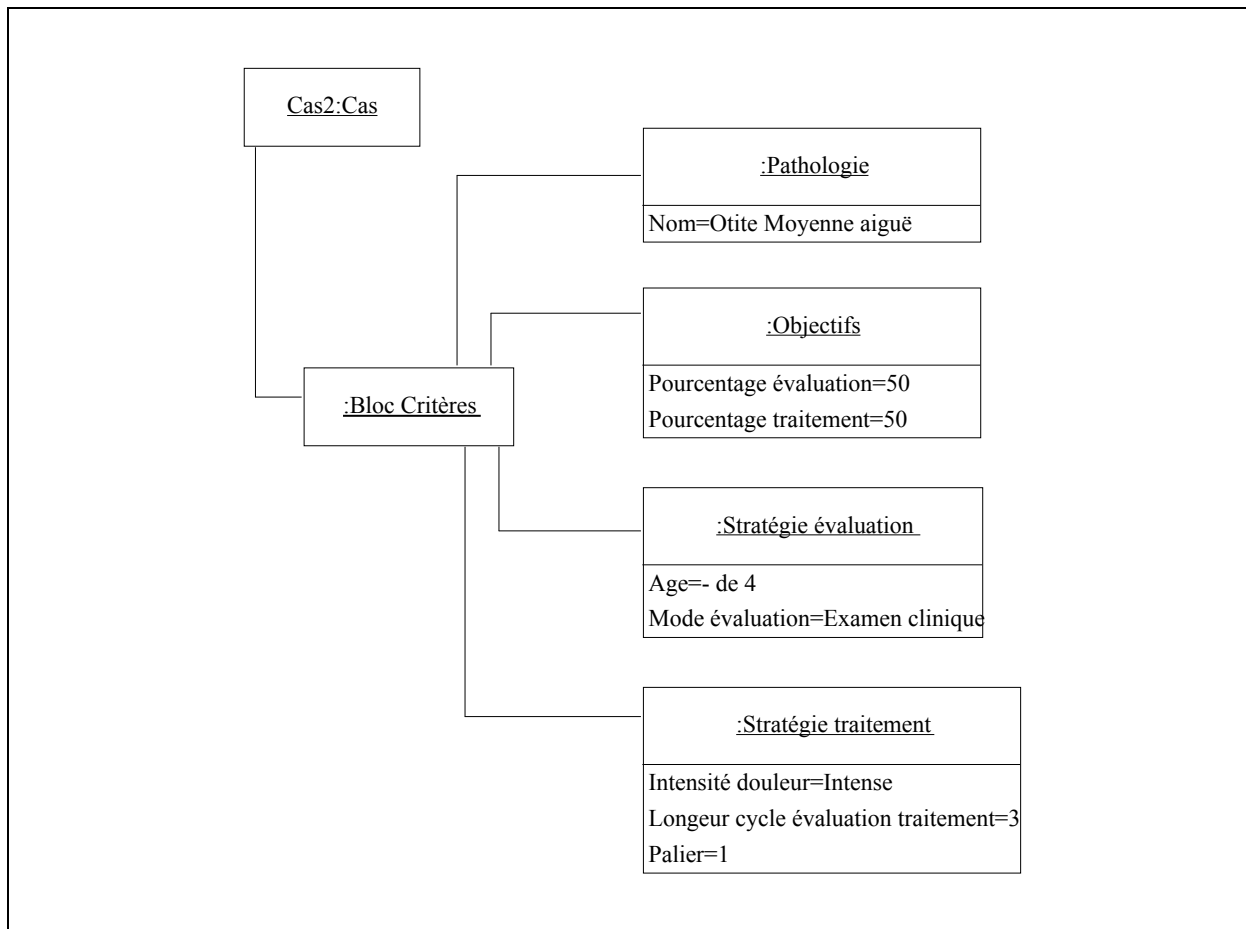 Cas2:Cas
:Pathologie
Nom=Otite Moyenne aiguë
:Objectifs
Pourcentage évaluation=50
Pourcentage traitement=50
:Bloc Critères
:Stratégie évaluation
Age=- de 4
Mode évaluation=Examen clinique
:Stratégie traitement
Intensité douleur=Intense
Longeur cycle évaluation traitement=3
Palier=1